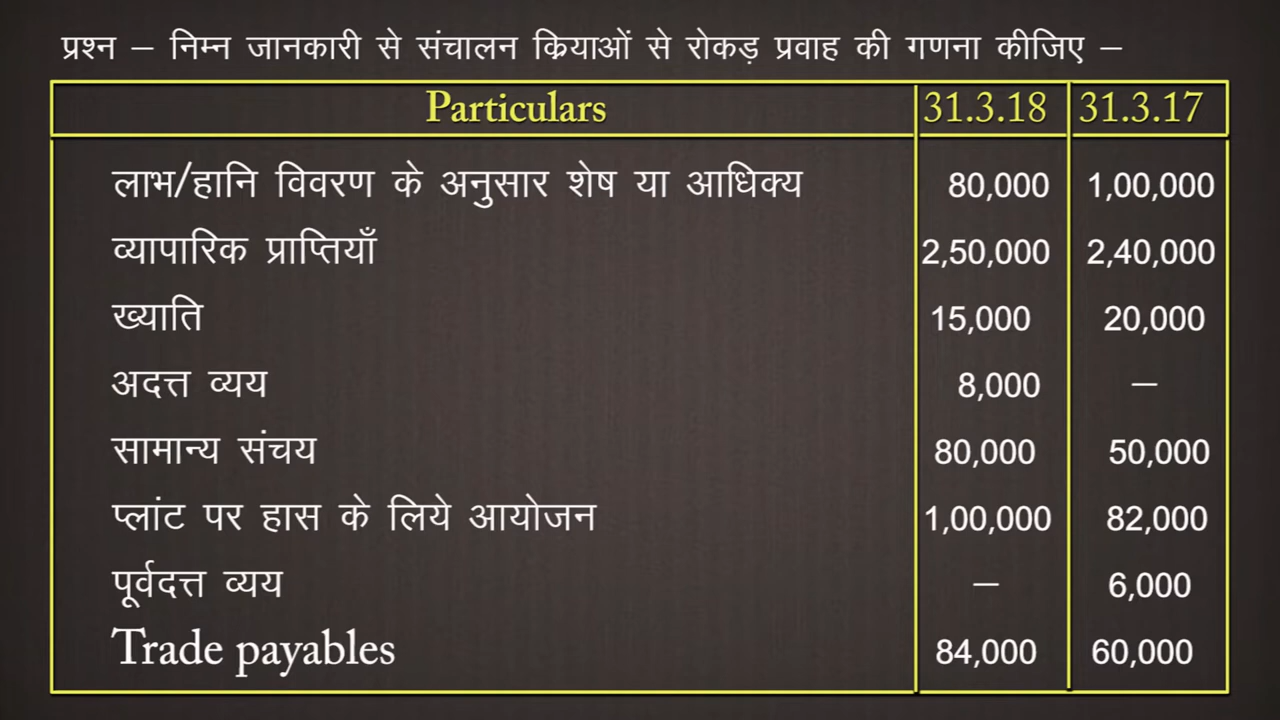 प्रश्न – निम्न जानकारी से संचालन क्रियाओं से रोकड़ प्रवाह की गणना कीजिए –
Particulars 31.3.18 31.3.17
लाभ/हानि विवरण के अनुसार शेष या आधिक्य 80,000 1,00,000
व्यापारिक प्राप्तियाँ 2,50,000 2,40,000
ख्याति 15,000 20,000
अदत्त व्यय 8,000 –
सामान्य संचय 80,000 50,000
प्लांट पर हास के लिये आयोजन 1,00,000 82,000
पूर्वदत्त व्यय – 6,000
Trade payables 84,000 60,000